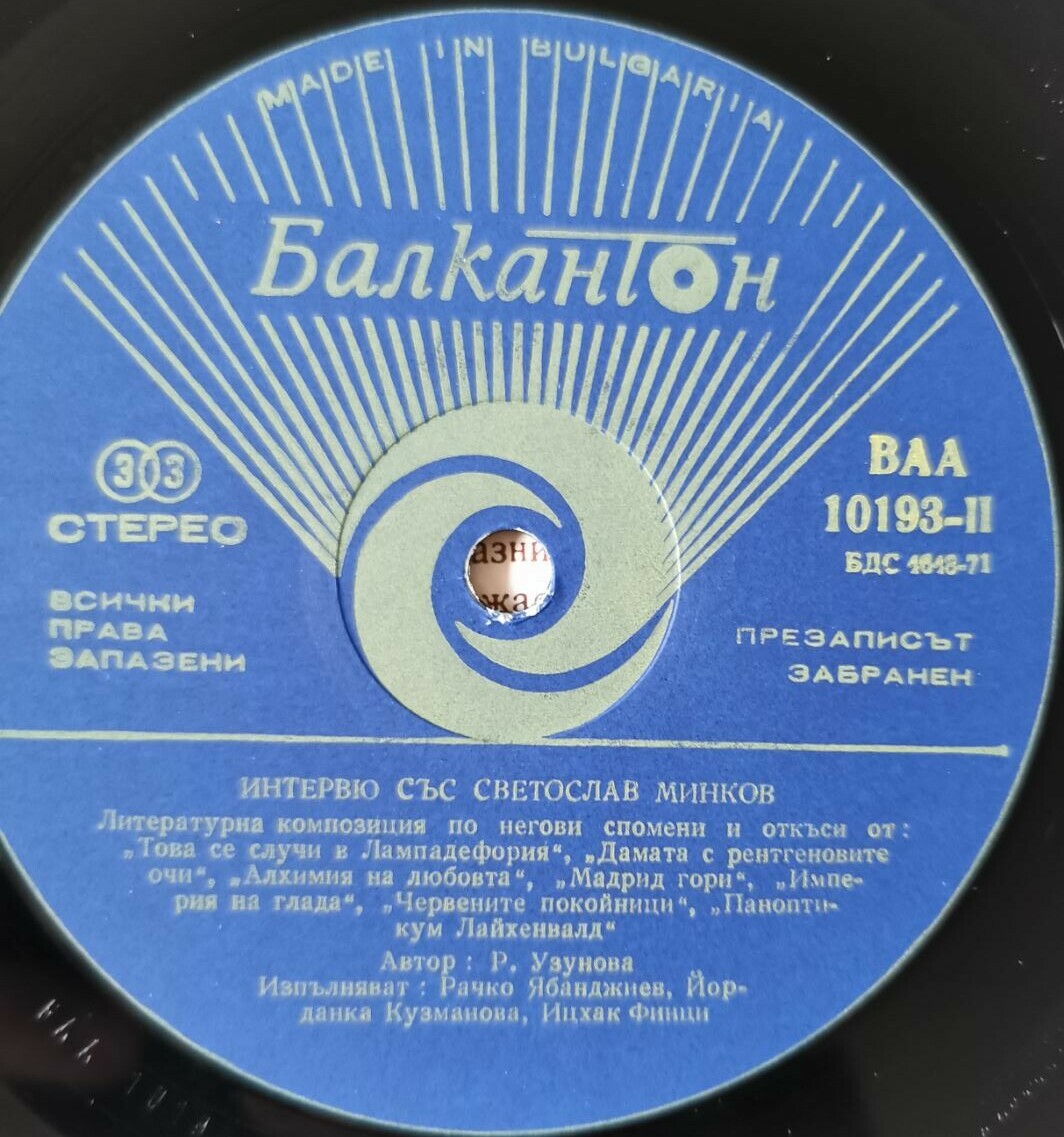 MADE IN BULGARIA
Балкантон
33
СТЕРЕО
ВСИЧКИ
ПРАВА
ЗАПАЗЕНИ
ВАА
10193-II
БДС 1618-71
ПРЕЗАПИСЪТ
ЗАБРАНЕН
азни
жа
ИНТЕРВЮ СЪС СВЕТОСЛАВ МИНКОВ
Литературна композиция по негови спомени и откъси от:
„Това се случи в Лампадефория“, „Дамата с рентгеновите
очи“, „Алхимия на любовта“, „Мадрид гори“, „Импе-
рия на глада“, „Червените покойници“, „Панопти-
кум Лайхенвалд“
Автор: Р. Узунова
Изпълняват: Рачко Ябанджиев, Йор-
данка Кузманова, Ицхак Финци